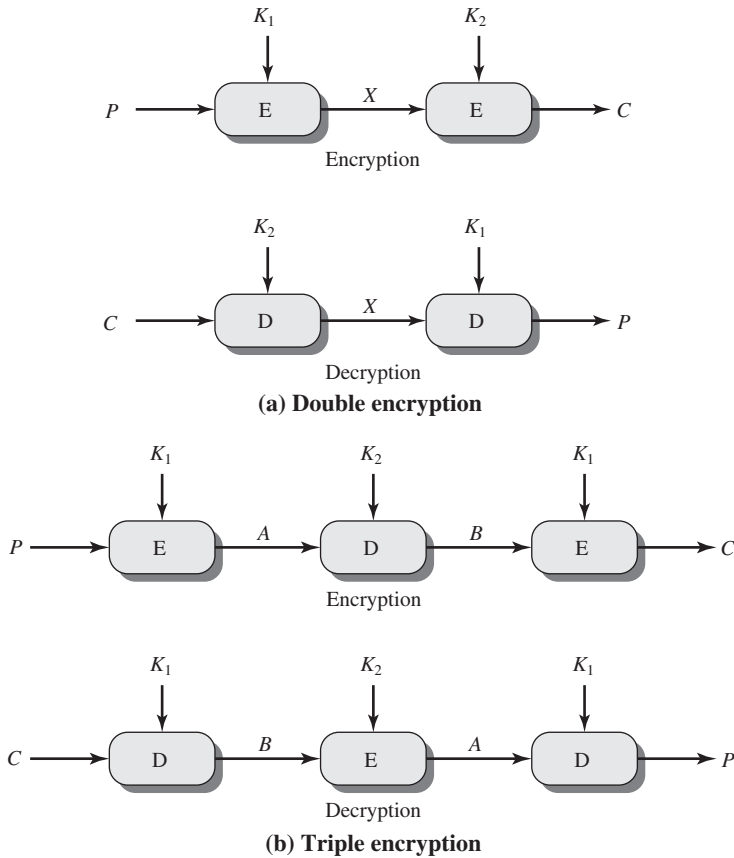 K₁ K₂
P E X E C
Encryption
K₂ K₁
C D X D P
Decryption
(a) Double encryption
K₁ K₂ K₁
P E A D B E C
Encryption
K₁ K₂ K₁
C D B E A D P
Decryption
(b) Triple encryption